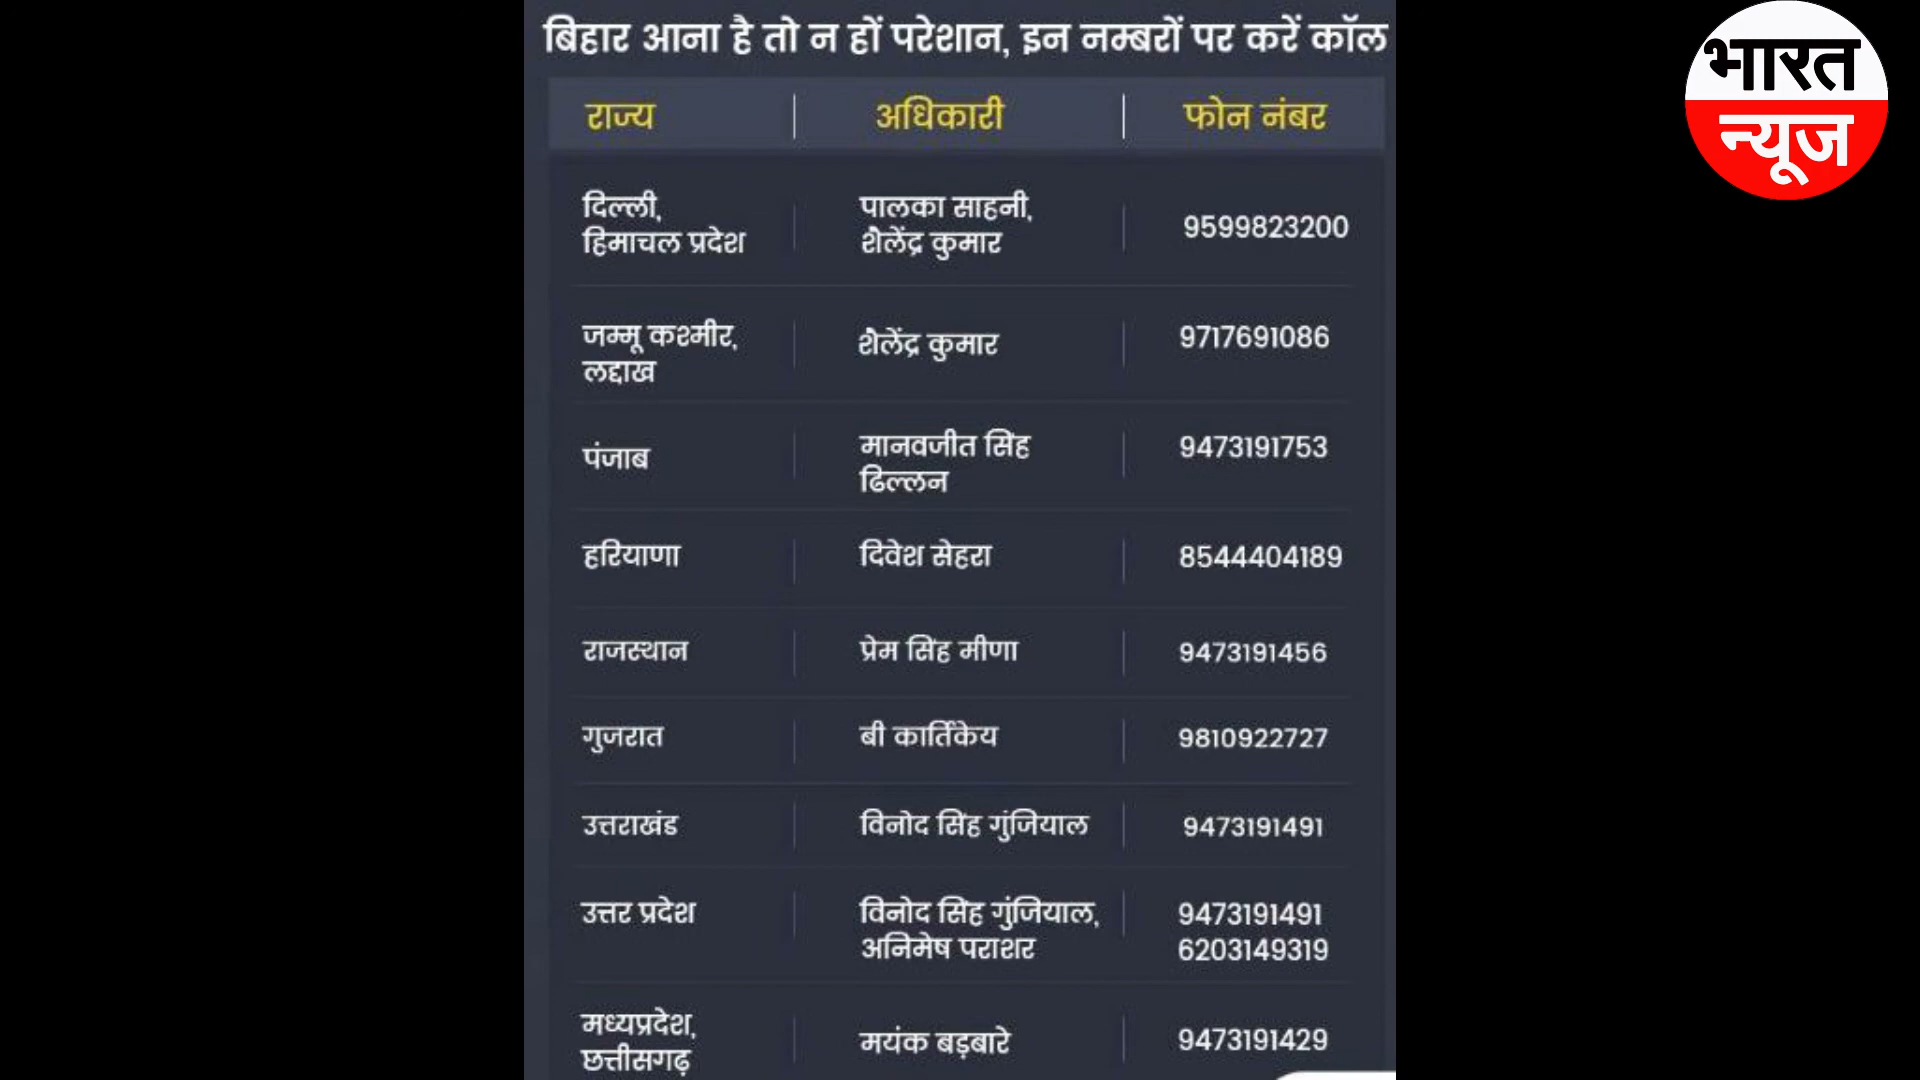 बिहार आना है तो न हों परेशान, इन नम्बरों पर करें कॉल
भारत
न्यूज
राज्य अधिकारी फोन नंबर
दिल्ली, पालका साहनी,
हिमाचल प्रदेश शैलेंद्र कुमार 9599823200
जम्मू कश्मीर, शैलेंद्र कुमार 9717691086
लद्दाख
पंजाब मानवजीत सिंह 9473191753
ढिल्लन
हरियाणा दिवेश सेहरा 8544404189
राजस्थान प्रेम सिंह मीणा 9473191456
गुजरात बी कार्तिकेय 9810922727
उत्तराखंड विनोद सिंह गुंजियाल 9473191491
उत्तर प्रदेश विनोद सिंह गुंजियाल, 9473191491
अनिमेष पराशर 6203149319
मध्यप्रदेश, मयंक बड़बारे 9473191429
छत्तीसगढ़